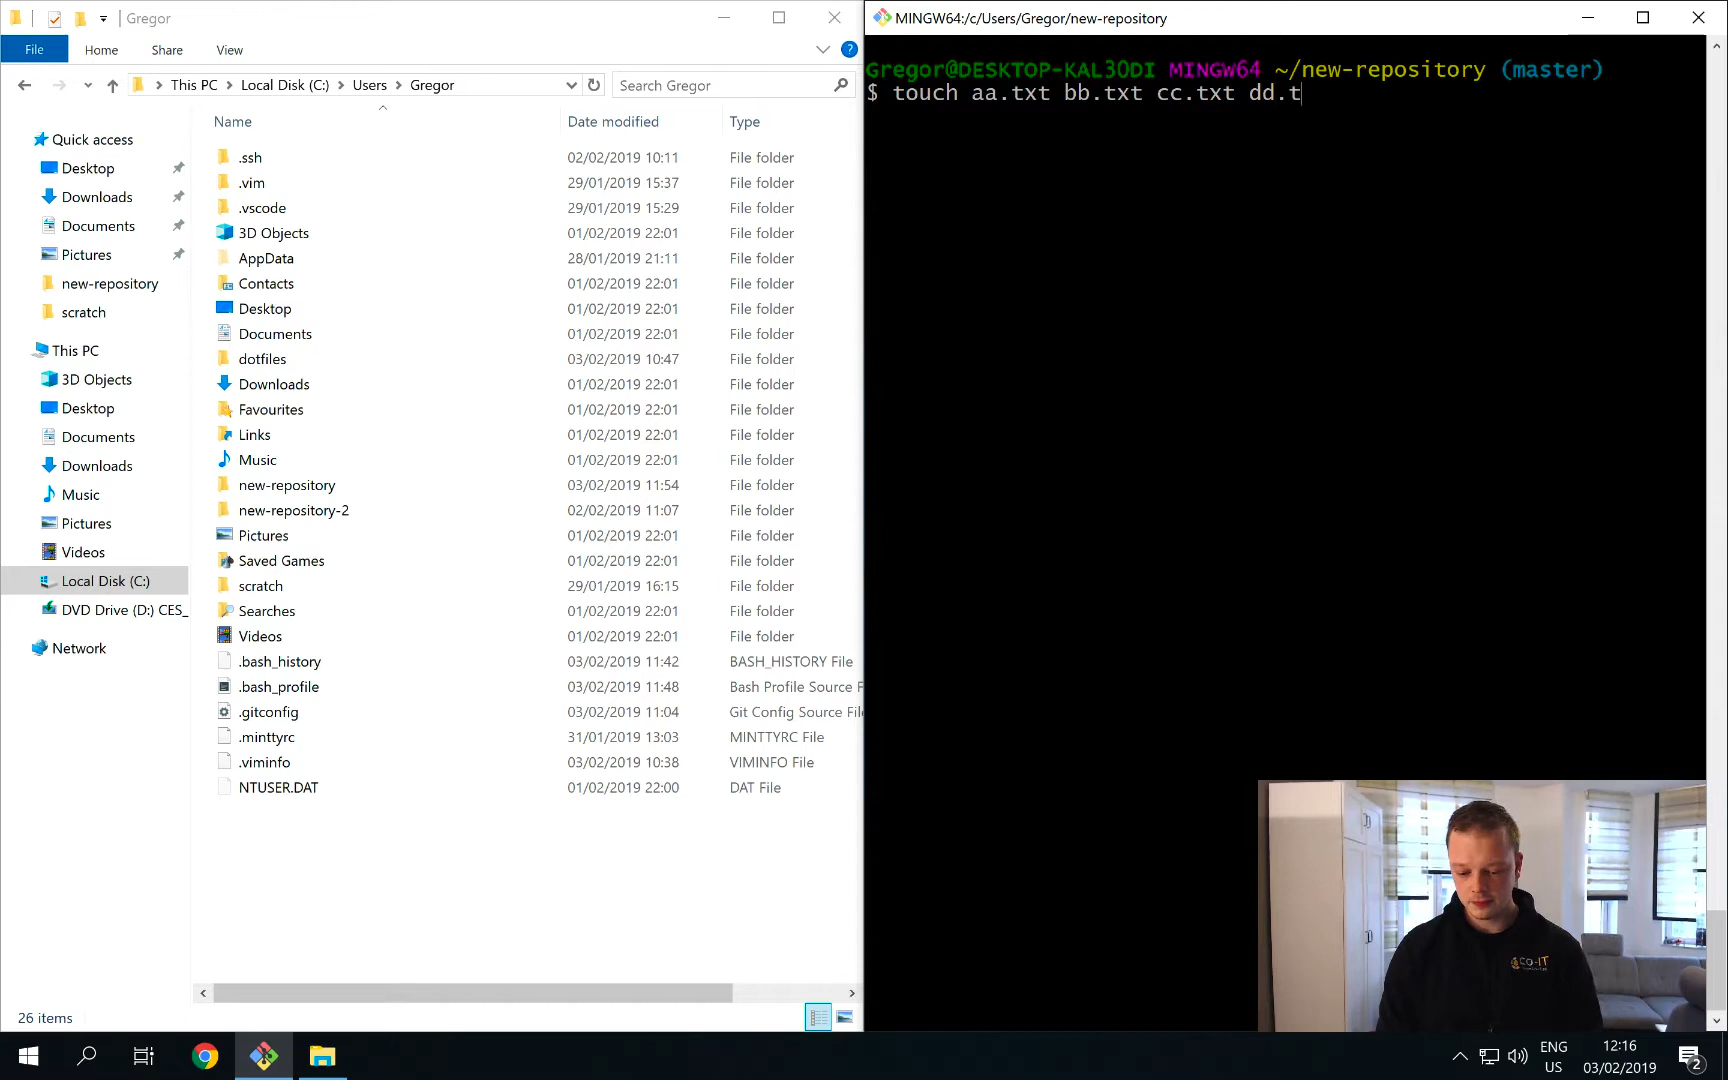 Gregor
File
Home
Share
View
This PC
Local Disk (C:)
Users
Gregor
Search Gregor
Name
Date modified
Type
Quick access
Desktop
Downloads
Documents
Pictures
new-repository
scratch
This PC
3D Objects
Desktop
Documents
Downloads
Music
Pictures
Videos
Local Disk (C:)
DVD Drive (D:) CES_
Network
.ssh 02/02/2019 10:11 File folder
.vim 29/01/2019 15:37 File folder
.vscode 29/01/2019 15:29 File folder
3D Objects 01/02/2019 22:01 File folder
AppData 28/01/2019 21:11 File folder
Contacts 01/02/2019 22:01 File folder
Desktop 01/02/2019 22:01 File folder
Documents 01/02/2019 22:01 File folder
dotfiles 03/02/2019 10:47 File folder
Downloads 01/02/2019 22:01 File folder
Favourites 01/02/2019 22:01 File folder
Links 01/02/2019 22:01 File folder
Music 01/02/2019 22:01 File folder
new-repository 03/02/2019 11:54 File folder
new-repository-2 02/02/2019 11:07 File folder
Pictures 01/02/2019 22:01 File folder
Saved Games 01/02/2019 22:01 File folder
scratch 29/01/2019 16:15 File folder
Searches 01/02/2019 22:01 File folder
Videos 01/02/2019 22:01 File folder
.bash_history 03/02/2019 11:42 BASH_HISTORY File
.bash_profile 03/02/2019 11:48 Bash Profile Source F
.gitconfig 03/02/2019 11:04 Git Config Source File
.minttyrc 31/01/2019 13:03 MINTTYRC File
.viminfo 03/02/2019 10:38 VIMINFO File
NTUSER.DAT 01/02/2019 22:00 DAT File
26 items
MINGW64:/c/Users/Gregor/new-repository
Gregor@DESKTOP-KAL3ODI MINGW64 ~/new-repository (master)
$ touch aa.txt bb.txt cc.txt dd.t
CO-IT
ENG
US
12:16
03/02/2019
2